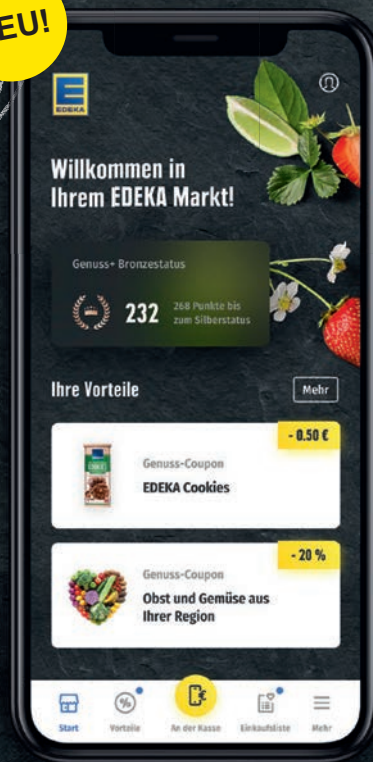 NEU!
EDEKA
Willkommen in
Ihrem EDEKA Markt!
Genuss+ Bronzestatus
232
268 Punkte bis
zum Silberstatus
Ihre Vorteile
Mehr
- 0.50 €
Genuss-Coupon
EDEKA Cookies
- 20 %
Genuss-Coupon
Obst und Gemüse aus
Ihrer Region
Start
Vorteile
An der Kasse
Einkaufsliste
Mehr